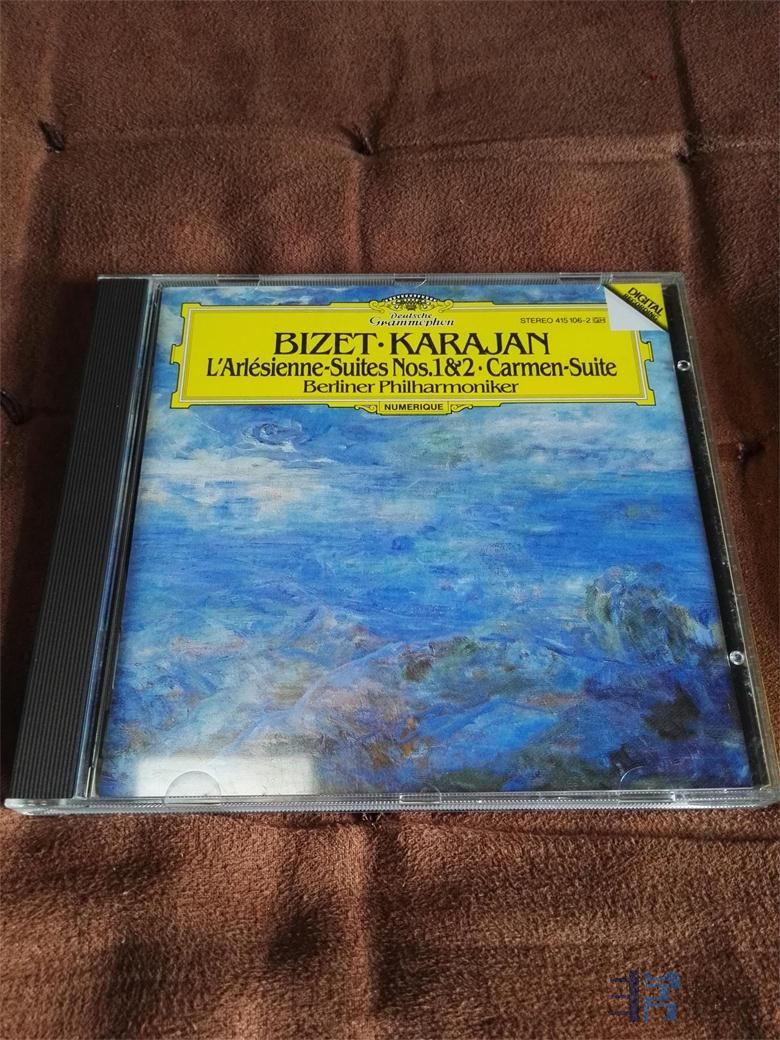 Deutsche
Grammophon
STEREO 415 106-2 GH
DIGITAL
BIZET · KARAJAN
L'Arlésienne-Suites Nos. 1 & 2 · Carmen-Suite
Berliner Philharmoniker
NUMERIQUE